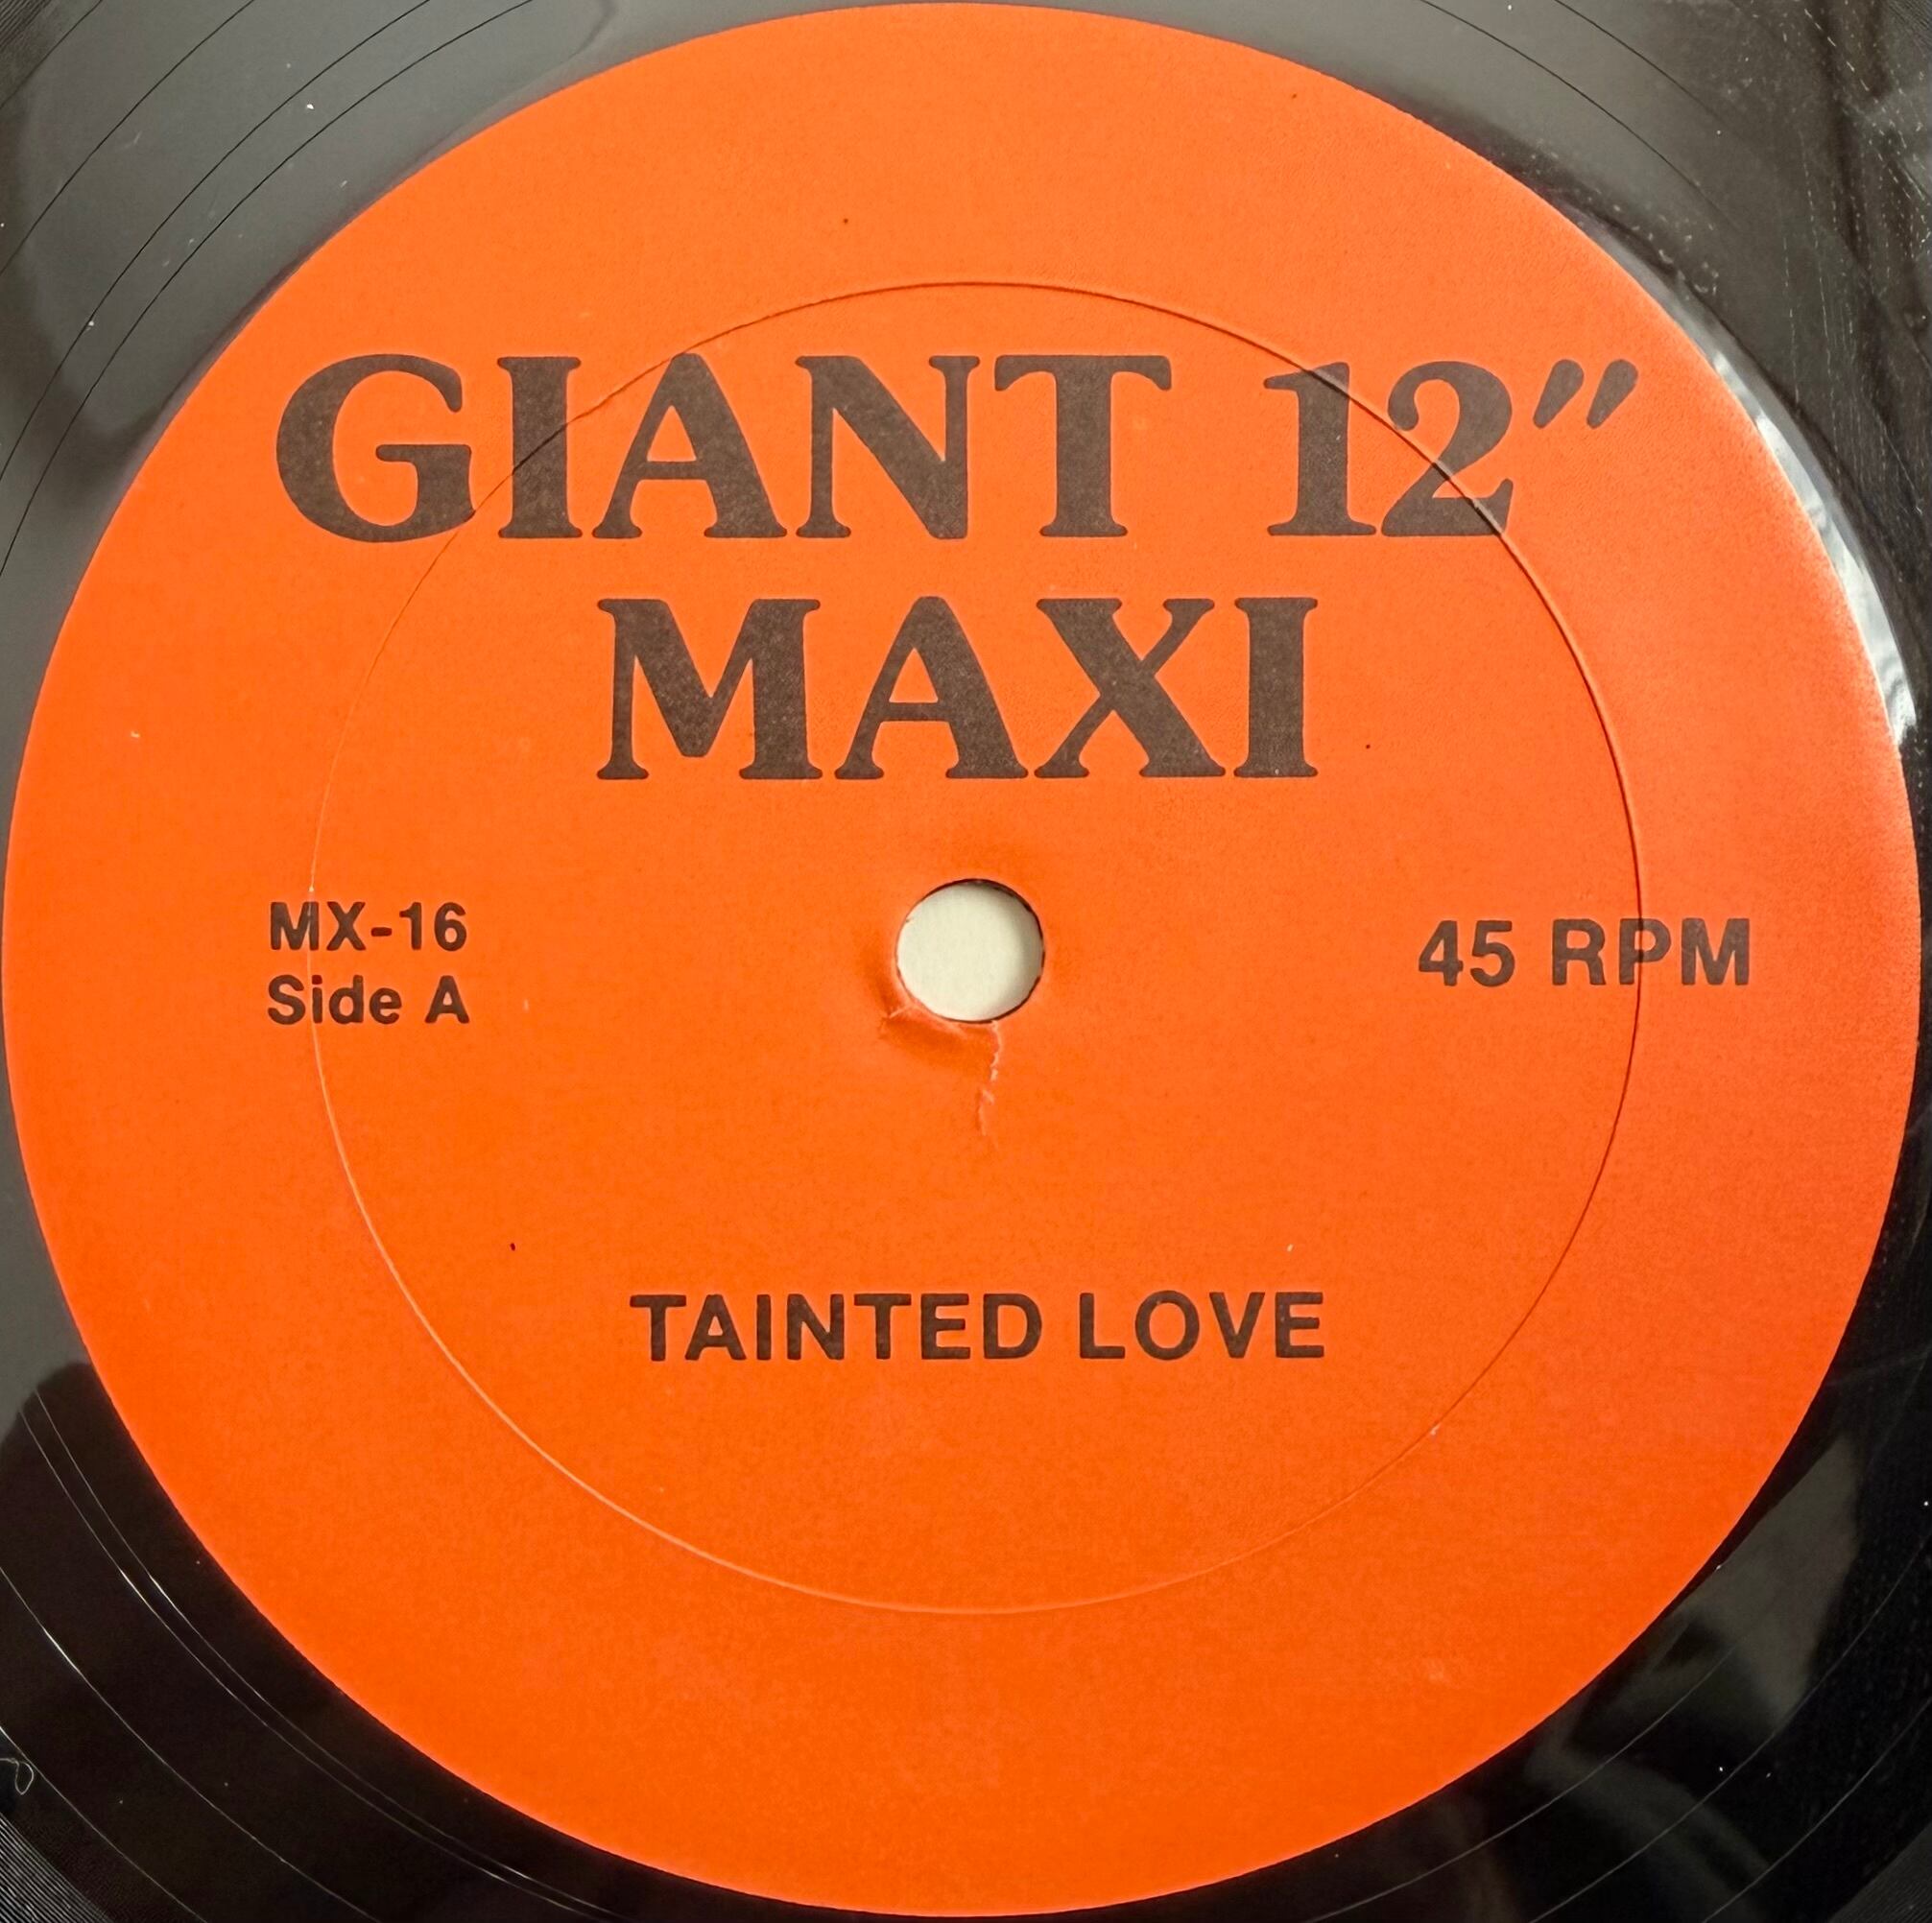 GIANT 12"
MAXI
MX-16
Side A
45 RPM
TAINTED LOVE